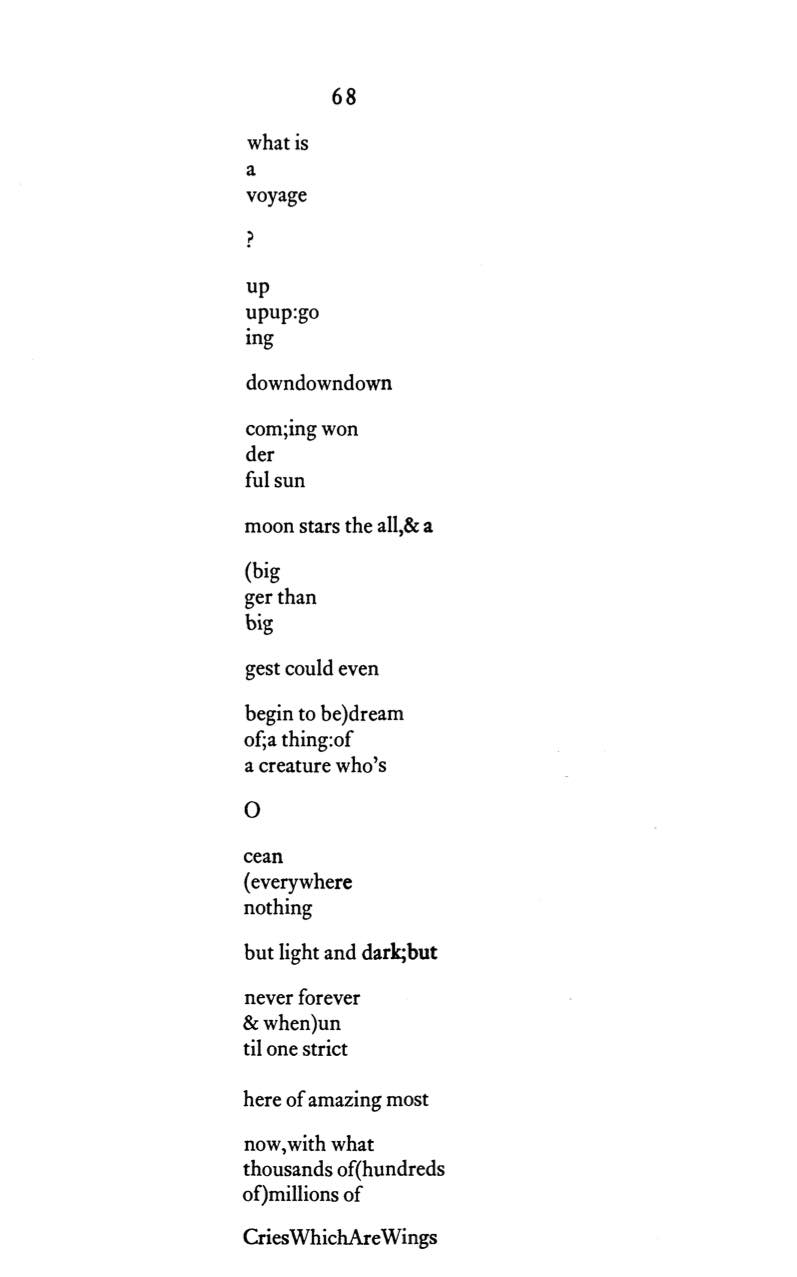 68
what is
a
voyage
?
up
upup:go
ing
downdowndown
com;ing won
der
ful sun
moon stars the all,& a
(big
ger than
big
gest could even
begin to be)dream
of;a thing:of
a creature who's
O
cean
(everywhere
nothing
but light and dark;but
never forever
& when)un
til one strict
here of amazing most
now,with what
thousands of(hundreds
of)millions of
CriesWhichAreWings